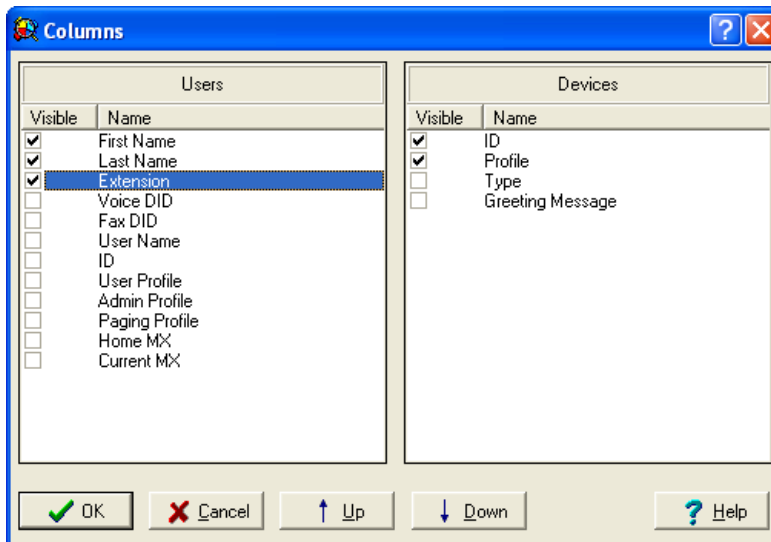 Columns
Users
Visible Name
First Name
Last Name
Extension
Voice DID
Fax DID
User Name
ID
User Profile
Admin Profile
Paging Profile
Home MX
Current MX
Devices
Visible Name
ID
Profile
Type
Greeting Message
OK Cancel Up Down Help